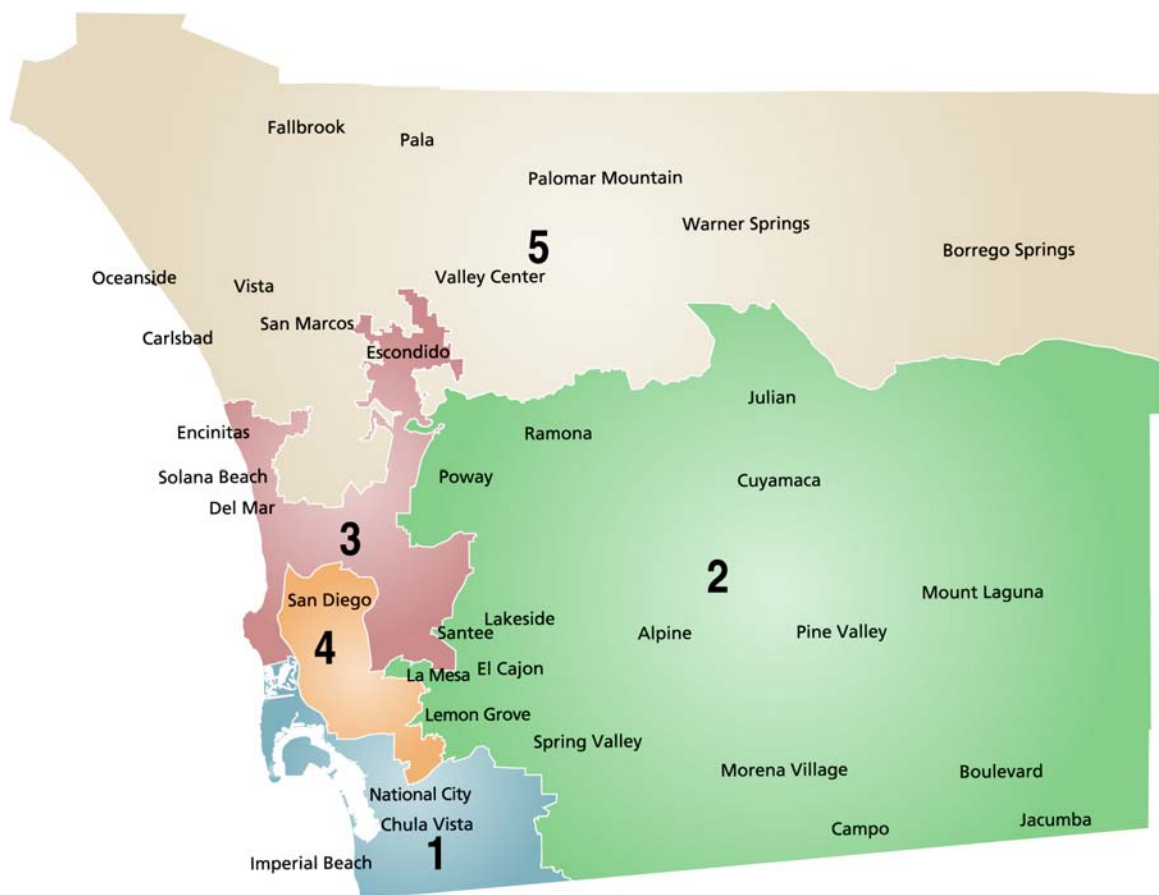 Fallbrook
Pala
Palomar Mountain
Warner Springs
5
Borrego Springs
Oceanside
Vista
Valley Center
San Marcos
Carlsbad
Escondido
Julian
Encinitas
Ramona
Solana Beach
Poway
Cuyamaca
Del Mar
3
2
Mount Laguna
San Diego
Lakeside
Santee
Alpine
Pine Valley
4
La Mesa
El Cajon
Lemon Grove
Spring Valley
Morena Village
Boulevard
National City
Chula Vista
Campo
Jacumba
1
Imperial Beach